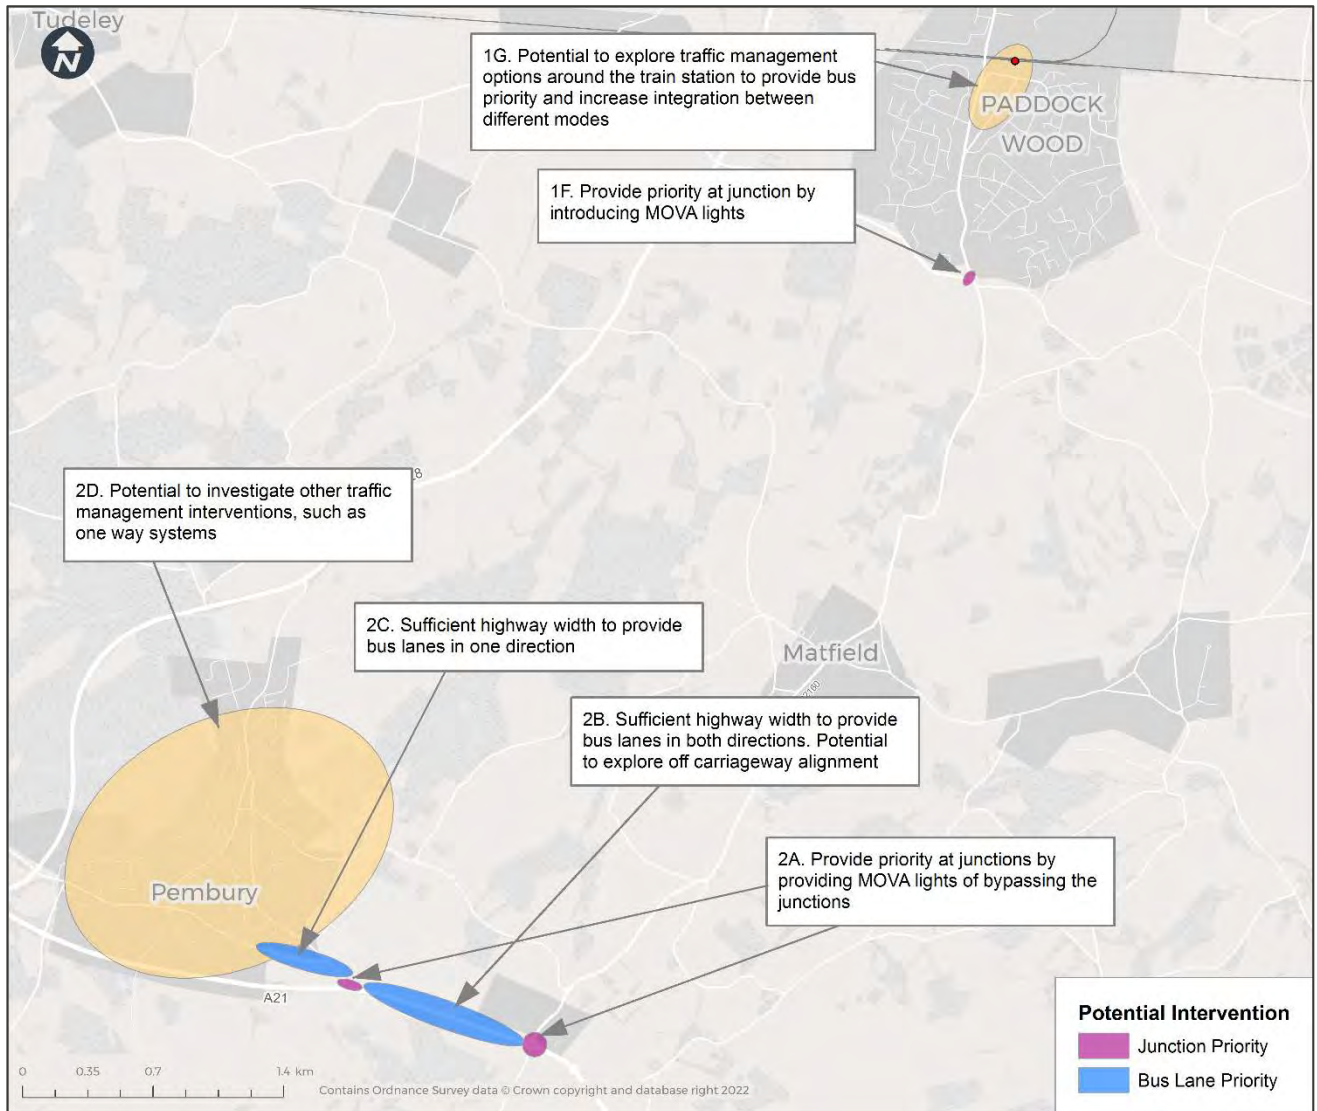 Tudeley
N
1G. Potential to explore traffic management
options around the train station to provide bus
priority and increase integration between
different modes
PADDOCK
WOOD
1F. Provide priority at junction by
introducing MOVA lights
2D. Potential to investigate other traffic
management interventions, such as
one way systems
28
2C. Sufficient highway width to provide
bus lanes in one direction
Matfield
2B. Sufficient highway width to provide
bus lanes in both directions. Potential
to explore off carriageway alignment
2A. Provide priority at junctions by
providing MOVA lights of bypassing the
junctions
Pembury
A21
Potential Intervention
Junction Priority
Bus Lane Priority
0 0.35 0.7 1.4 km
Contains Ordnance Survey data © Crown copyright and database right 2022